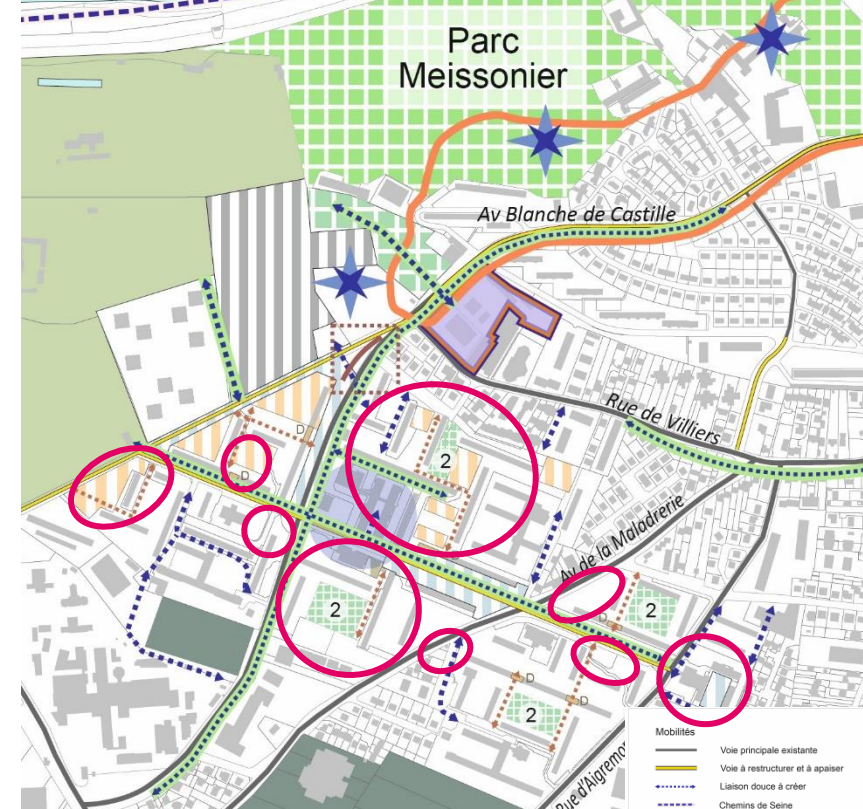 Parc
Meissonier
Av Blanche de Castille
Rue de Villiers
D
D
2
Av de la Maladrerie
2
2
D
D
D
2
Rue d'Aigremon
Mobilités
Voie principale existante
Voie à restructurer et à apaiser
Liaison douce à créer
Chemins de Seine